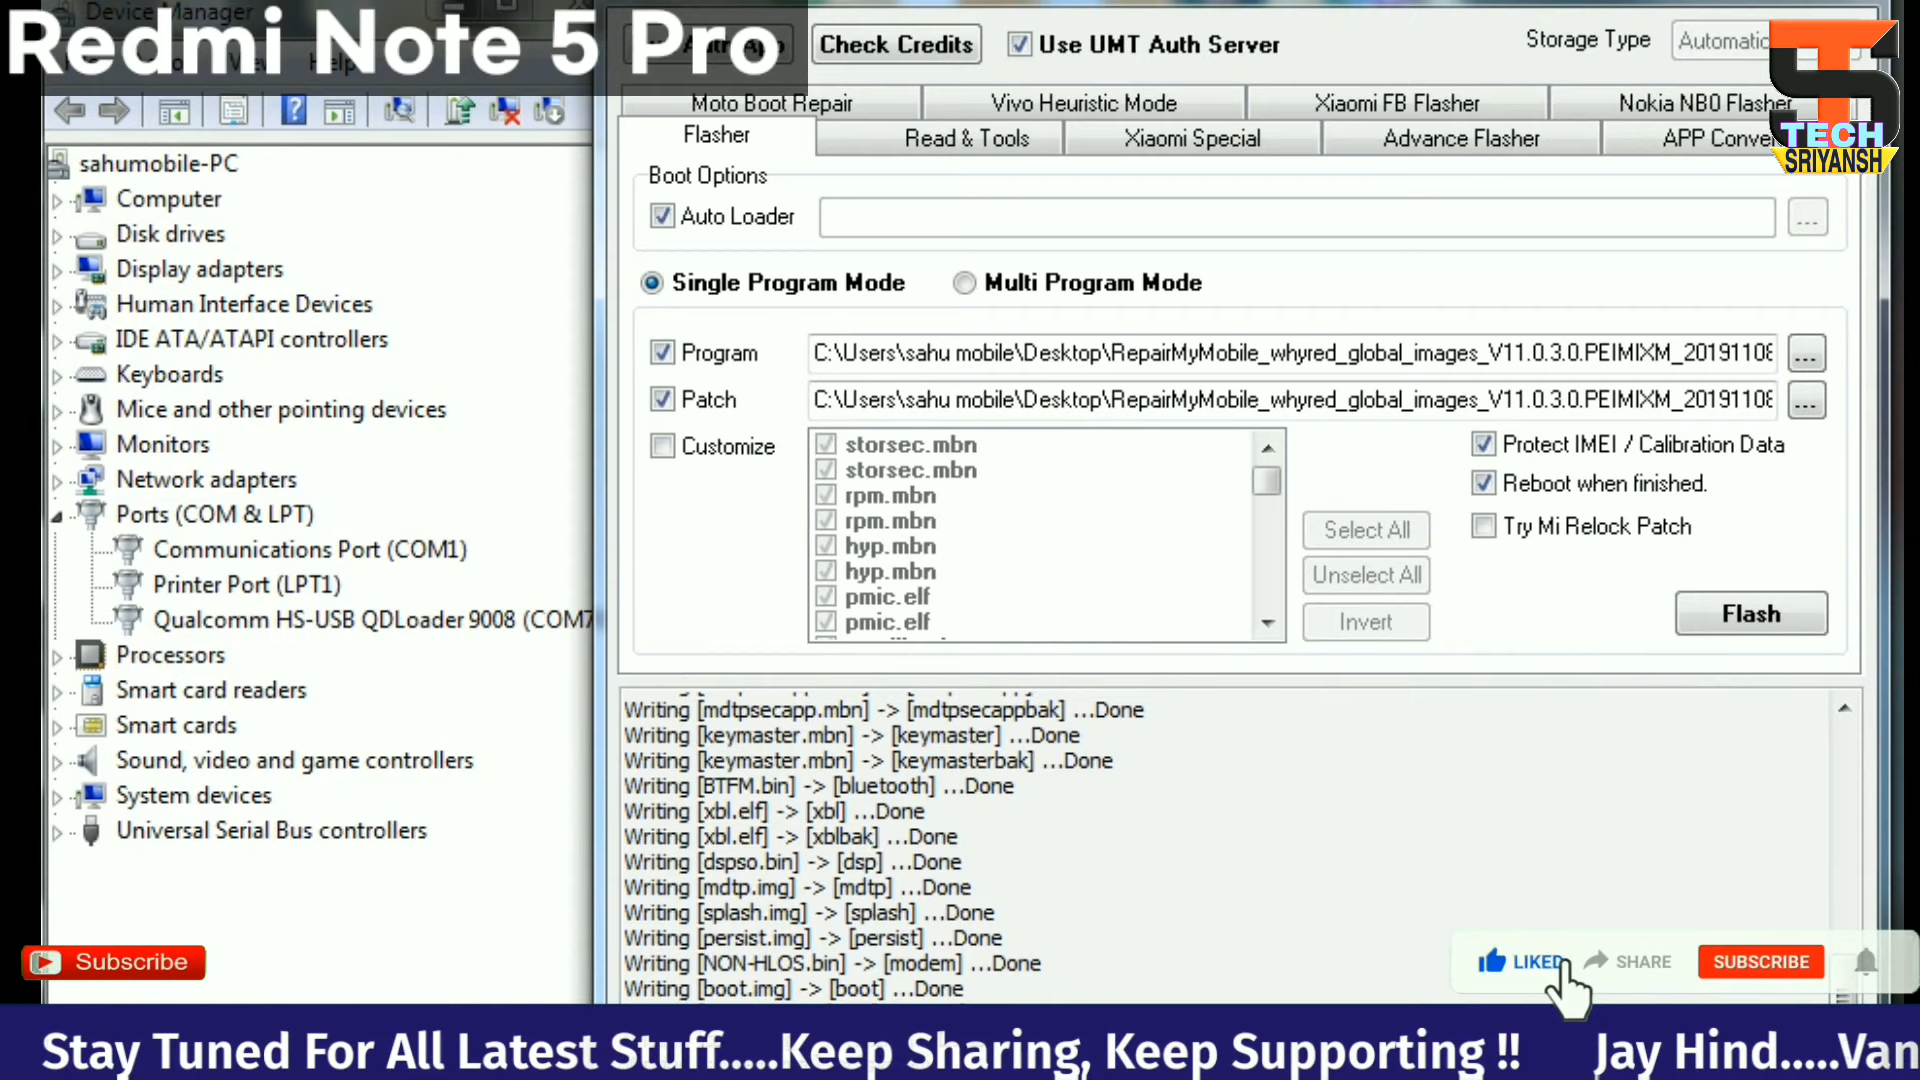 Device Manager
Redmi Note 5 Pro
Help
Check Credits
Use UMT Auth Server
Storage Type
Automatic
TECH
SRIYANSH
Moto Boot Repair
Vivo Heuristic Mode
Xiaomi FB Flasher
Nokia NB0 Flasher
Flasher
Read & Tools
Xiaomi Special
Advance Flasher
APP Conver
sahumobile-PC
Computer
Disk drives
Display adapters
Human Interface Devices
IDE ATA/ATAPI controllers
Keyboards
Mice and other pointing devices
Monitors
Network adapters
Ports (COM & LPT)
Communications Port (COM1)
Printer Port (LPT1)
Qualcomm HS-USB QDLoader 9008 (COM7
Processors
Smart card readers
Smart cards
Sound, video and game controllers
System devices
Universal Serial Bus controllers
Boot Options
Auto Loader
...
Single Program Mode
Multi Program Mode
Program
C:\Users\sahu mobile\Desktop\RepairMyMobile_whyred_global_images_V11.0.3.0.PEIMIXM_20191108
...
Patch
C:\Users\sahu mobile\Desktop\RepairMyMobile_whyred_global_images_V11.0.3.0.PEIMIXM_20191108
...
Customize
storsec.mbn
storsec.mbn
rpm.mbn
rpm.mbn
hyp.mbn
hyp.mbn
pmic.elf
pmic.elf
Select All
Unselect All
Invert
Protect IMEI / Calibration Data
Reboot when finished.
Try Mi Relock Patch
Flash
Writing [mdtpsecapp.mbn] -> [mdtpsecappbak] ...Done
Writing [keymaster.mbn] -> [keymaster] ...Done
Writing [keymaster.mbn] -> [keymasterbak] ...Done
Writing [BTFM.bin] -> [bluetooth] ...Done
Writing [xbl.elf] -> [xbl] ...Done
Writing [xbl.elf] -> [xblbak] ...Done
Writing [dspso.bin] -> [dsp] ...Done
Writing [mdtp.img] -> [mdtp] ...Done
Writing [splash.img] -> [splash] ...Done
Writing [persist.img] -> [persist] ...Done
Writing [NON-HLOS.bin] -> [modem] ...Done
Writing [boot.img] -> [boot] ...Done
Subscribe
LIKED
SHARE
SUBSCRIBE
Stay Tuned For All Latest Stuff.....Keep Sharing, Keep Supporting !! Jay Hind.....Van